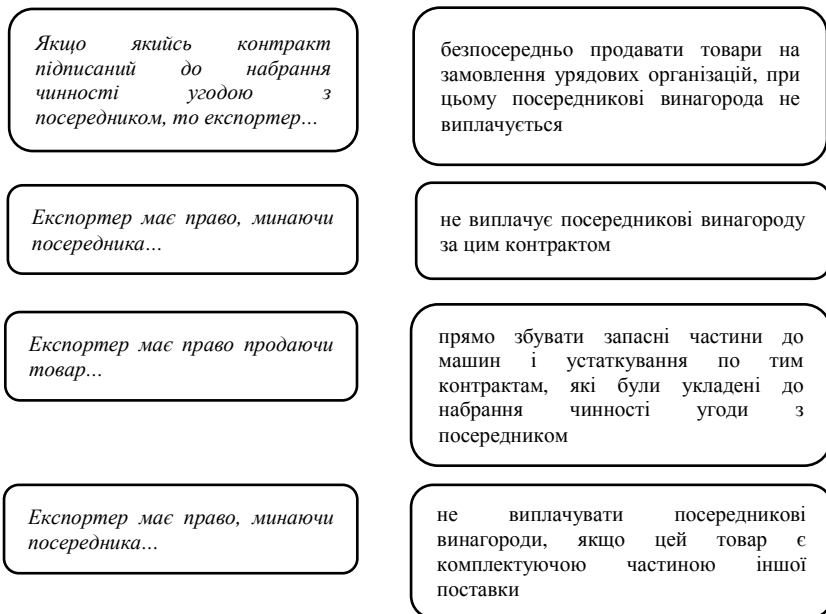 Якщо якийсь контракт
підписаний до набрання
чинності угодою з
посередником, то експортер…
безпосередньо продавати товари на
замовлення урядових організацій, при
цьому посередникові винагорода не
виплачується
Експортер має право, минаючи
посередника…
не виплачує посередникові винагороду
за цим контрактом
Експортер має право продаючи
товар…
прямо збувати запасні частини до
машин і устаткування по тим
контрактам, які були укладені до
набрання чинності угоди з
посередником
Експортер має право, минаючи
посередника…
не виплачувати посередникові
винагороди, якщо цей товар є
комплектуючою частиною іншої
поставки